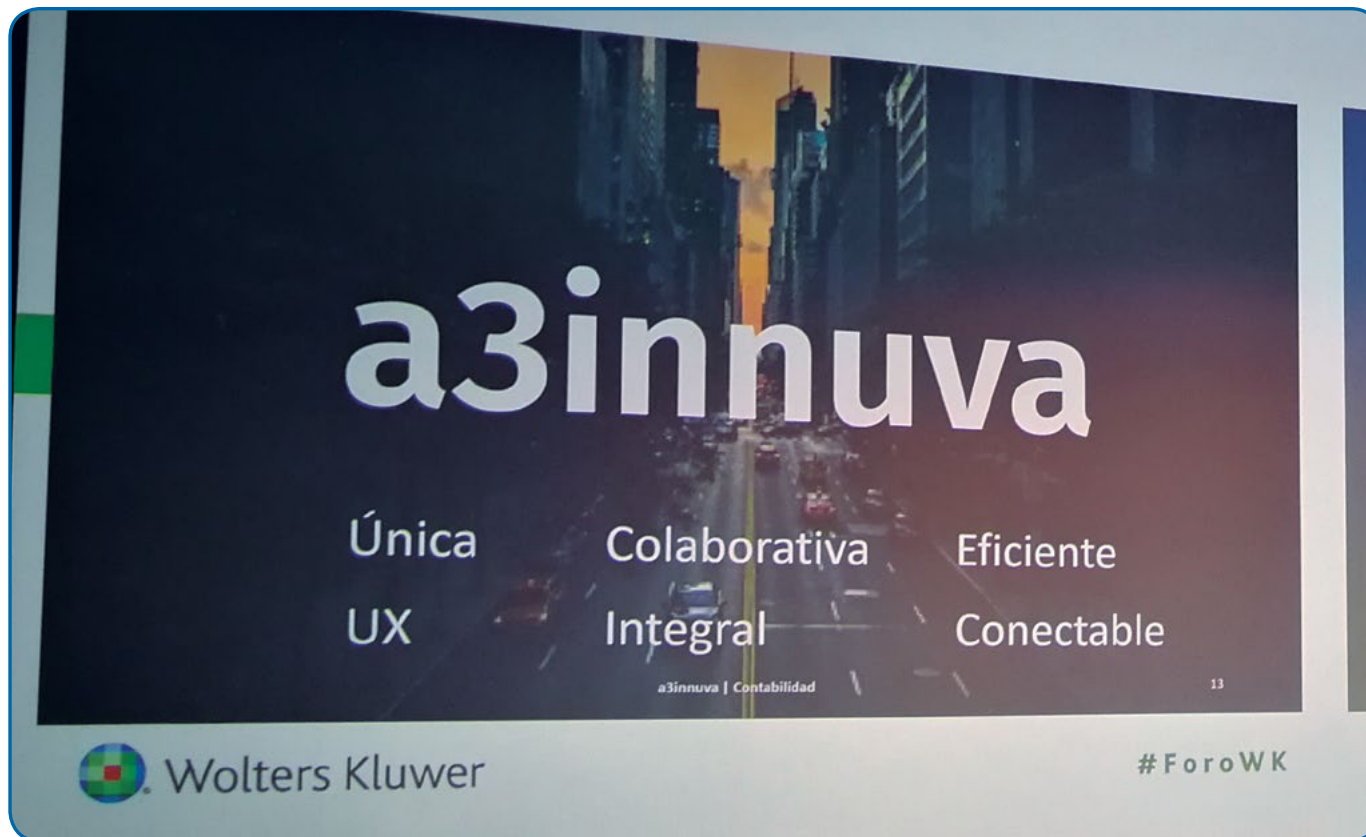 a3innuva
Única Colaborativa Eficiente
UX Integral Conectable
a3innuva | Contabilidad
13
Wolters Kluwer
#ForoWK